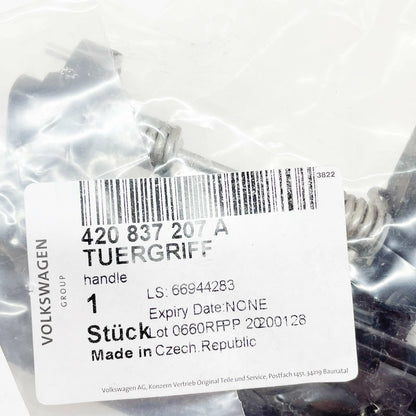 3822
420 837 207 A
TUERGRIFF
handle
LS: 66944283
1
Expiry Date:NONE
Stück
Lot 0660RPPP 20200128
Made in Czech Republic
VOLKSWAGEN
GROUP
Volkswagen AG, Konzern Vertrieb Original Teile und Service, Postfach 1451, 34219 Baunatal